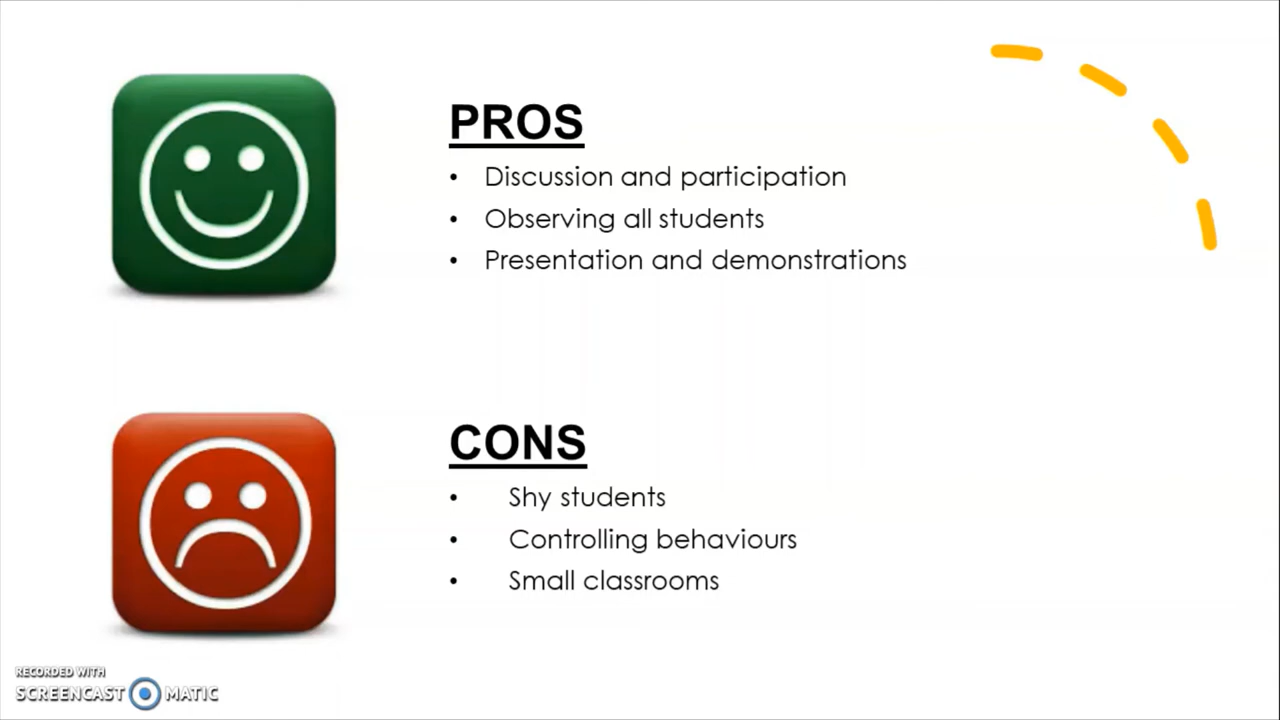 PROS
• Discussion and participation
• Observing all students
• Presentation and demonstrations
CONS
• Shy students
• Controlling behaviours
• Small classrooms
RECORDED WITH
SCREENCAST MATIC